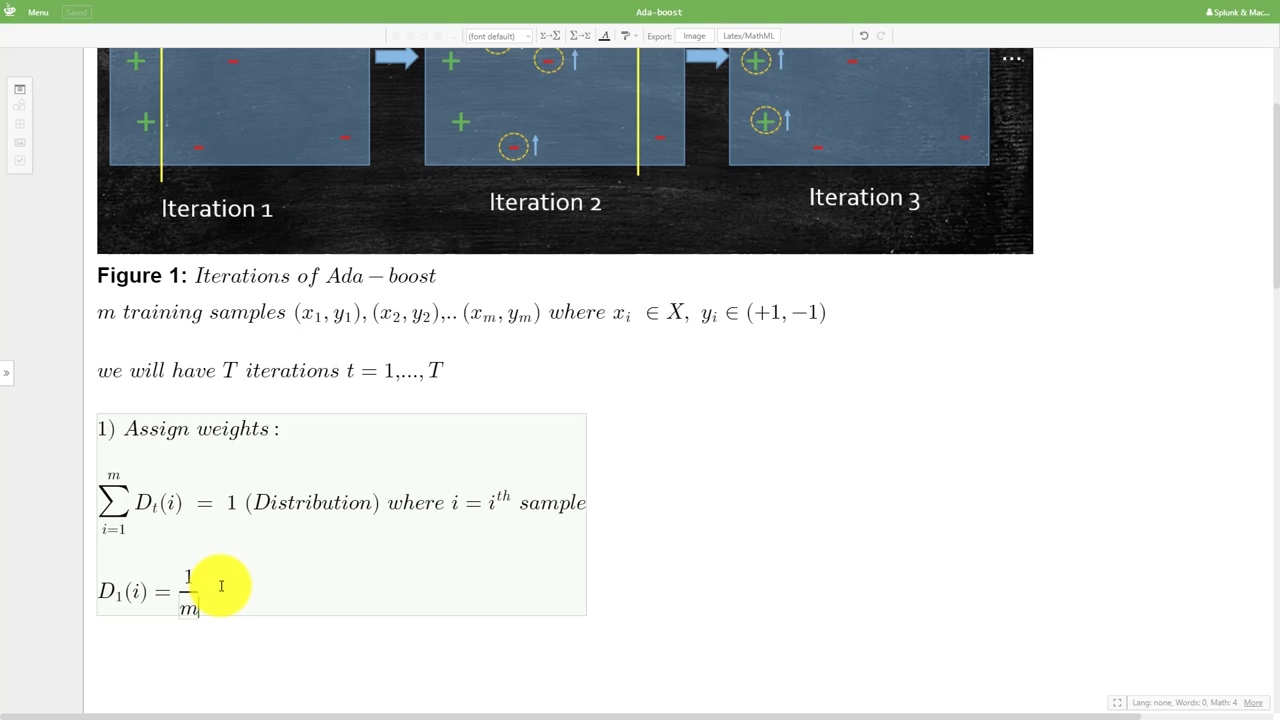 Menu Saved Ada-boost Splunk & Mac...
(font default) Σ→Σ Σ→Σ A Export: Image Latex/MathML
...
Iteration 1 Iteration 2 Iteration 3
Figure 1: Iterations of Ada − boost
m training samples (x₁, y₁), (x₂, y₂),.. (xₘ, yₘ) where xᵢ ∈ X, yᵢ ∈ (+1, −1)
we will have T iterations t = 1,..., T
1) Assign weights :
∑_{i=1}^{m} D_t(i) = 1 (Distribution) where i = i^{th} sample
D₁(i) = 1/m
Lang: none, Words: 0, Math: 4 More